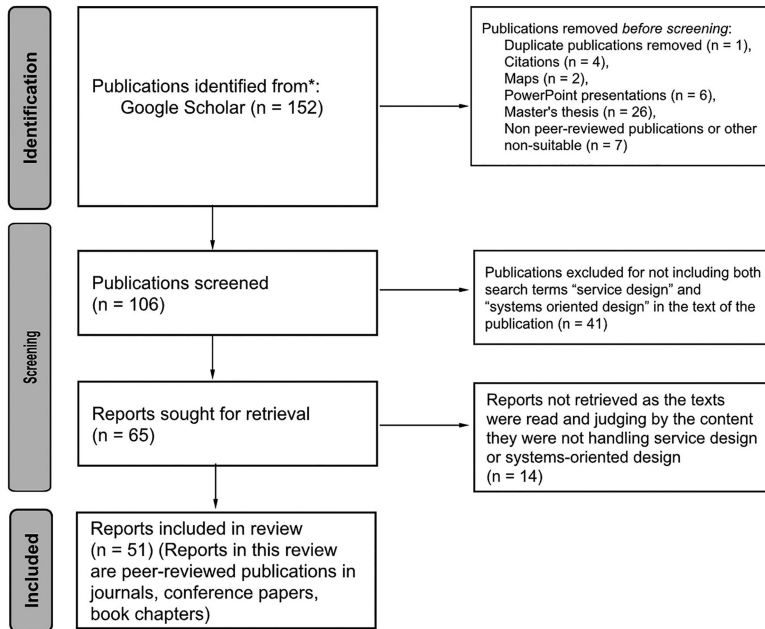 Identification
Publications identified from*:
Google Scholar (n = 152)
Publications removed before screening:
Duplicate publications removed (n = 1),
Citations (n = 4),
Maps (n = 2),
PowerPoint presentations (n = 6),
Master's thesis (n = 26),
Non peer-reviewed publications or other
non-suitable (n = 7)
Screening
Publications screened
(n = 106)
Publications excluded for not including both
search terms “service design” and
“systems oriented design” in the text of the
publication (n = 41)
Reports sought for retrieval
(n = 65)
Reports not retrieved as the texts
were read and judging by the content
they were not handling service design
or systems-oriented design
(n = 14)
Included
Reports included in review
(n = 51) (Reports in this review
are peer-reviewed publications in
journals, conference papers,
book chapters)